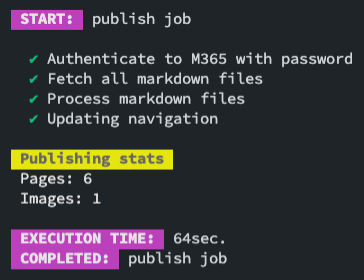 START: publish job
✔ Authenticate to M365 with password
✔ Fetch all markdown files
✔ Process markdown files
✔ Updating navigation
Publishing stats
Pages: 6
Images: 1
EXECUTION TIME: 64sec.
COMPLETED: publish job